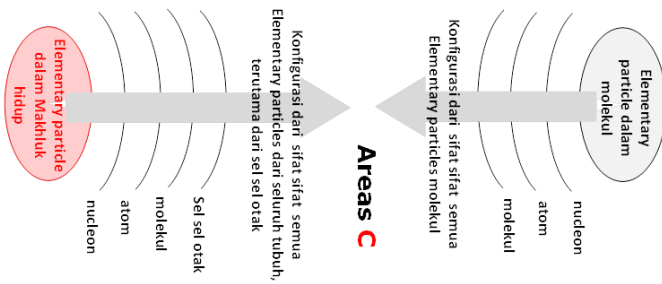 Elementary
particle dalam
molekul
nucleon
atom
molekul
Konfigurasi dari sifat sifat semua
Elementary particles molekul
Areas C
Konfigurasi dari sifat sifat semua
Elementary particles dari seluruh tubuh,
terutama dari sel sel otak
Sel sel otak
molekul
atom
nucleon
Elementary particle
dalam Makhluk
hidup